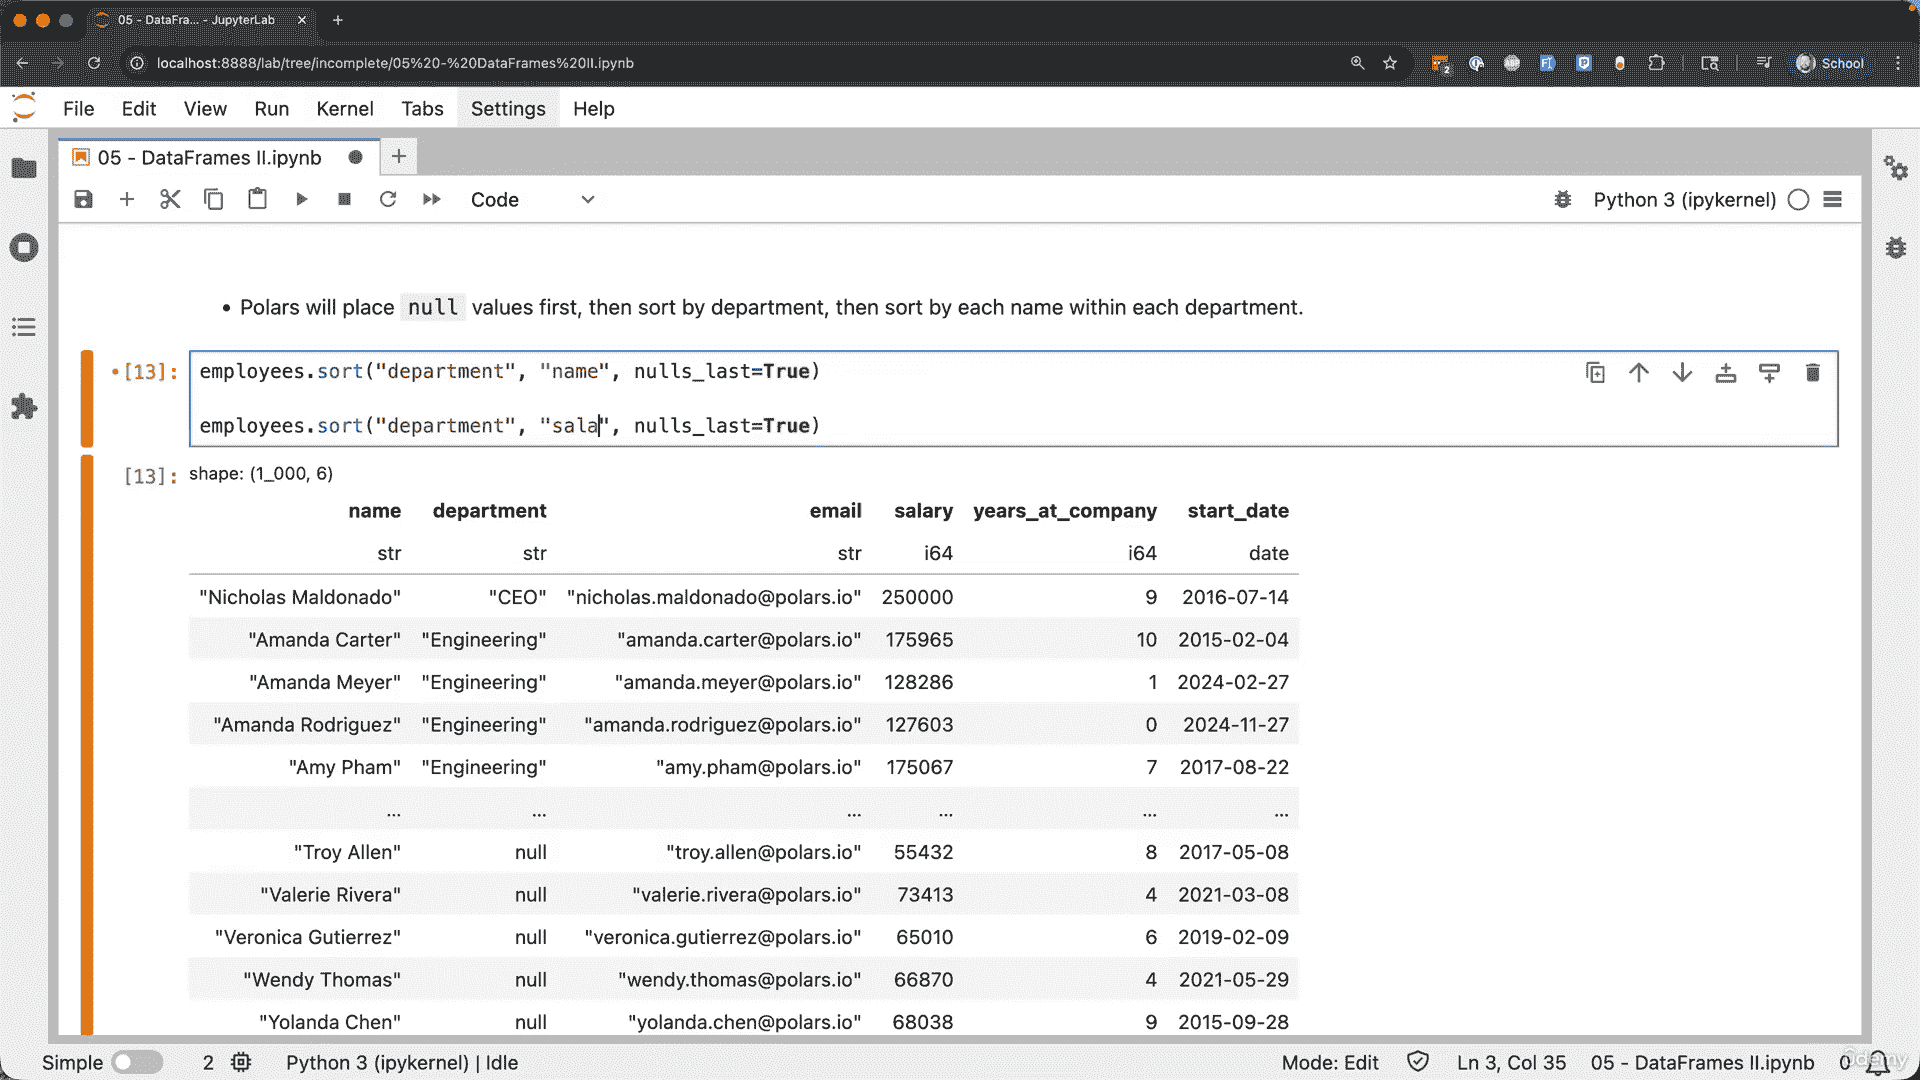 05 - DataFra... - JupyterLab
localhost:8888/lab/tree/incomplete/05%20-%20DataFrames%20II.ipynb
2
School
File Edit View Run Kernel Tabs Settings Help
05 - DataFrames II.ipynb
Code
Python 3 (ipykernel)
• Polars will place null values first, then sort by department, then sort by each name within each department.
[13]: employees.sort("department", "name", nulls_last=True)
employees.sort("department", "sala", nulls_last=True)
[13]: shape: (1_000, 6)
name department email salary years_at_company start_date
str str str i64 i64 date
"Nicholas Maldonado" "CEO" "nicholas.maldonado@polars.io" 250000 9 2016-07-14
"Amanda Carter" "Engineering" "amanda.carter@polars.io" 175965 10 2015-02-04
"Amanda Meyer" "Engineering" "amanda.meyer@polars.io" 128286 1 2024-02-27
"Amanda Rodriguez" "Engineering" "amanda.rodriguez@polars.io" 127603 0 2024-11-27
"Amy Pham" "Engineering" "amy.pham@polars.io" 175067 7 2017-08-22
... ... ... ... ... ...
"Troy Allen" null "troy.allen@polars.io" 55432 8 2017-05-08
"Valerie Rivera" null "valerie.rivera@polars.io" 73413 4 2021-03-08
"Veronica Gutierrez" null "veronica.gutierrez@polars.io" 65010 6 2019-02-09
"Wendy Thomas" null "wendy.thomas@polars.io" 66870 4 2021-05-29
"Yolanda Chen" null "yolanda.chen@polars.io" 68038 9 2015-09-28
Simple 2 Python 3 (ipykernel) | Idle Mode: Edit Ln 3, Col 35 05 - DataFrames II.ipynb 0
Udemy